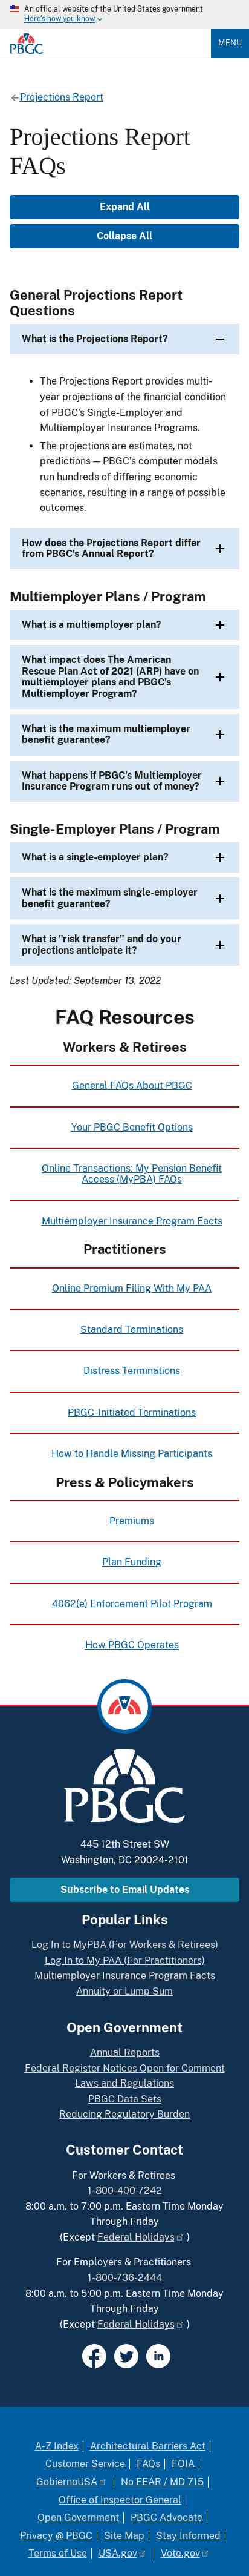 An official website of the United States government
Here's how you know
PBGC
MENU
Projections Report
Projections Report
FAQs
Expand All
Collapse All
General Projections Report
Questions
What is the Projections Report?
The Projections Report provides multi-
year projections of the financial condition
of PBGC's Single-Employer and
Multiemployer Insurance Programs.
The projections are estimates, not
predictions — PBGC's computer models
run hundreds of different economic
scenarios, resulting in a range of possible
outcomes.
How does the Projections Report differ
from PBGC's Annual Report?
Multiemployer Plans / Program
What is a multiemployer plan?
What impact does The American
Rescue Plan Act of 2021 (ARP) have on
multiemployer plans and PBGC's
Multiemployer Program?
What is the maximum multiemployer
benefit guarantee?
What happens if PBGC's Multiemployer
Insurance Program runs out of money?
Single-Employer Plans / Program
What is a single-employer plan?
What is the maximum single-employer
benefit guarantee?
What is "risk transfer" and do your
projections anticipate it?
Last Updated: September 13, 2022
FAQ Resources
Workers & Retirees
General FAQs About PBGC
Your PBGC Benefit Options
Online Transactions: My Pension Benefit
Access (MyPBA) FAQs
Multiemployer Insurance Program Facts
Practitioners
Online Premium Filing With My PAA
Standard Terminations
Distress Terminations
PBGC-Initiated Terminations
How to Handle Missing Participants
Press & Policymakers
Premiums
Plan Funding
4062(e) Enforcement Pilot Program
How PBGC Operates
PBGC
445 12th Street SW
Washington, DC 20024-2101
Subscribe to Email Updates
Popular Links
Log In to MyPBA (For Workers & Retirees)
Log In to My PAA (For Practitioners)
Multiemployer Insurance Program Facts
Annuity or Lump Sum
Open Government
Annual Reports
Federal Register Notices Open for Comment
Laws and Regulations
PBGC Data Sets
Reducing Regulatory Burden
Customer Contact
For Workers & Retirees
1-800-400-7242
8:00 a.m. to 7:00 p.m. Eastern Time Monday
Through Friday
(Except Federal Holidays )
For Employers & Practitioners
1-800-736-2444
8:00 a.m. to 5:00 p.m. Eastern Time Monday
Through Friday
(Except Federal Holidays )
A-Z Index | Architectural Barriers Act |
Customer Service | FAQs | FOIA |
GobiernoUSA | No FEAR / MD 715 |
Office of Inspector General |
Open Government | PBGC Advocate |
Privacy @ PBGC | Site Map | Stay Informed |
Terms of Use | USA.gov | Vote.gov